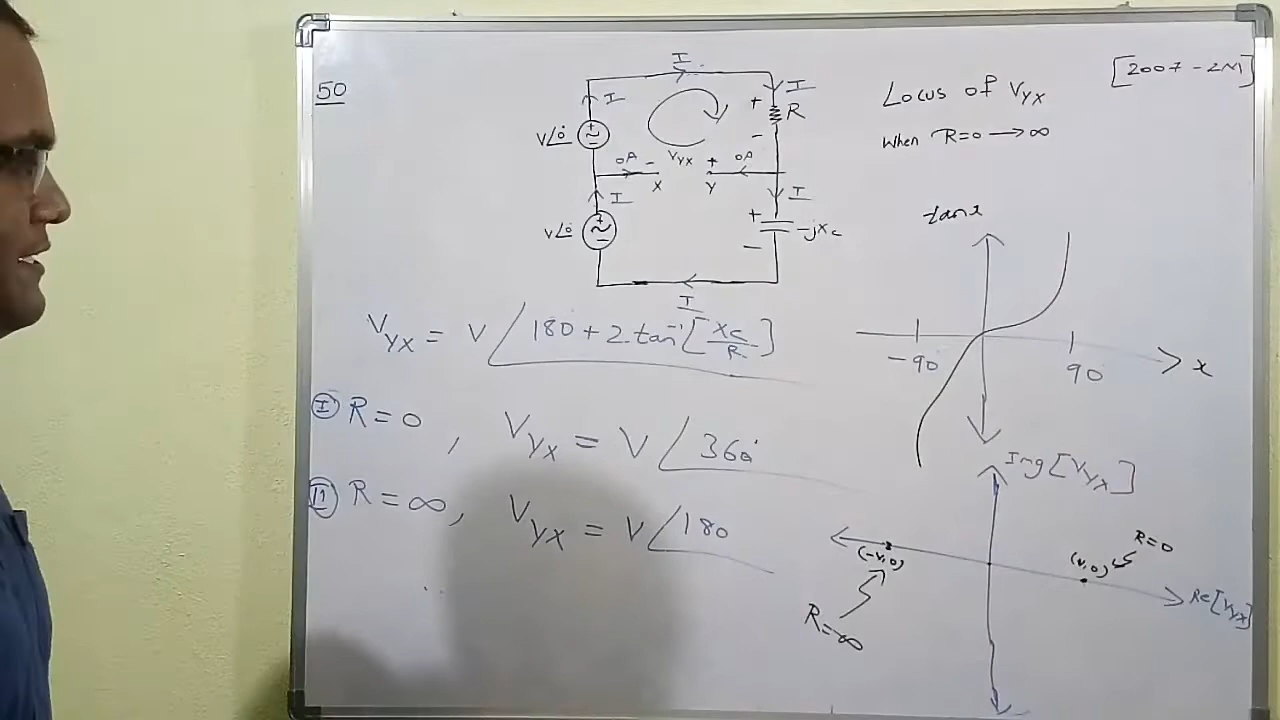 50
[2007 - 2M]
I
I
I
V∠0°
+
~
−
+
R
−
0A − VYX + 0A
X Y
I
I
V∠0°
+
~
−
+
−jXc
−
I
Locus of VYX
when R=0 → ∞
tan x
−90
90
x
VYX = V∠180 + 2 tan⁻¹[Xc/R]
Ⓘ R = 0 , VYX = V∠360°
Ⓘⓘ R = ∞ , VYX = V∠180
Img[VYX]
(−V,0)
(V,0)
R=0
Re[VYX]
R=∞